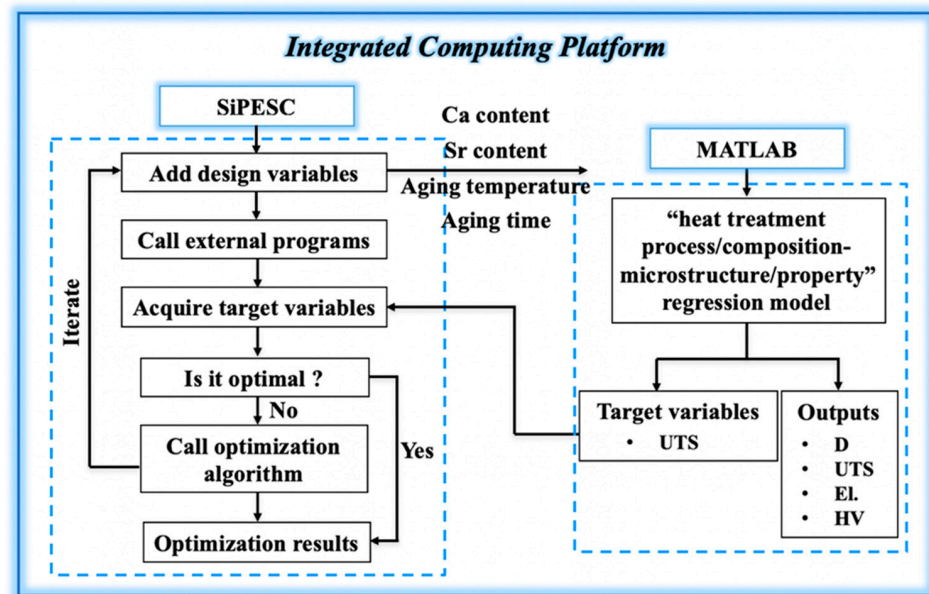 Integrated Computing Platform
SiPESC
Add design variables
Call external programs
Acquire target variables
Is it optimal ?
No
Yes
Call optimization
algorithm
Optimization results
Iterate
Ca content
Sr content
Aging temperature
Aging time
MATLAB
“heat treatment
process/composition-
microstructure/property”
regression model
Target variables
• UTS
Outputs
• D
• UTS
• El.
• HV